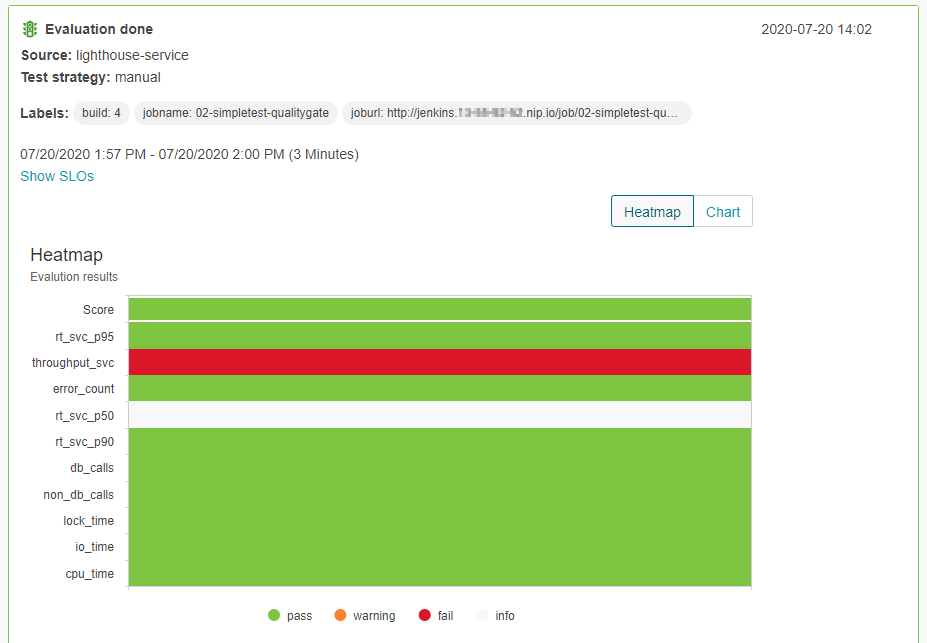 Evaluation done 2020-07-20 14:02
Source: lighthouse-service
Test strategy: manual
Labels: build: 4 jobname: 02-simpletest-qualitygate joburl: http://jenkins. .nip.io/job/02-simpletest-qu...
07/20/2020 1:57 PM - 07/20/2020 2:00 PM (3 Minutes)
Show SLOs
Heatmap Chart
Heatmap
Evalution results
Score
rt_svc_p95
throughput_svc
error_count
rt_svc_p50
rt_svc_p90
db_calls
non_db_calls
lock_time
io_time
cpu_time
pass warning fail info